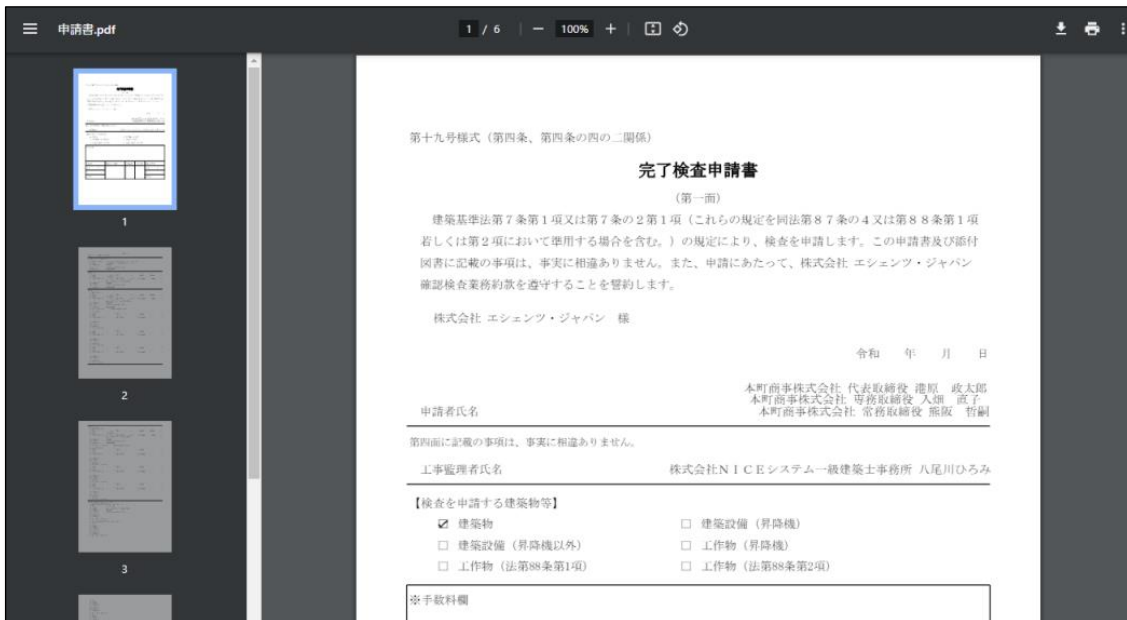 申請書.pdf
1 / 6
100%
1
2
3
第十九号様式（第四条、第四条の四の二関係）
完了検査申請書
（第一面）
建築基準法第７条第１項又は第７条の２第１項（これらの規定を同法第８７条の４又は第８８条第１項
若しくは第２項において準用する場合を含む。）の規定により、検査を申請します。この申請書及び添付
図書に記載の事項は、事実に相違ありません。また、申請にあたって、株式会社 エシェンツ・ジャパン
確認検査業務約款を遵守することを誓約します。
株式会社 エシェンツ・ジャパン 様
令和 年 月 日
本町商事株式会社 代表取締役 港原 政太郎
本町商事株式会社 専務取締役 入畑 直子
申請者氏名 本町商事株式会社 常務取締役 熊阪 哲嗣
第四面に記載の事項は、事実に相違ありません。
工事監理者氏名 株式会社ＮＩＣＥシステム一級建築士事務所 八尾川ひろみ
【検査を申請する建築物等】
☑ 建築物 □ 建築設備（昇降機）
□ 建築設備（昇降機以外） □ 工作物（昇降機）
□ 工作物（法第88条第1項） □ 工作物（法第88条第2項）
※手数料欄